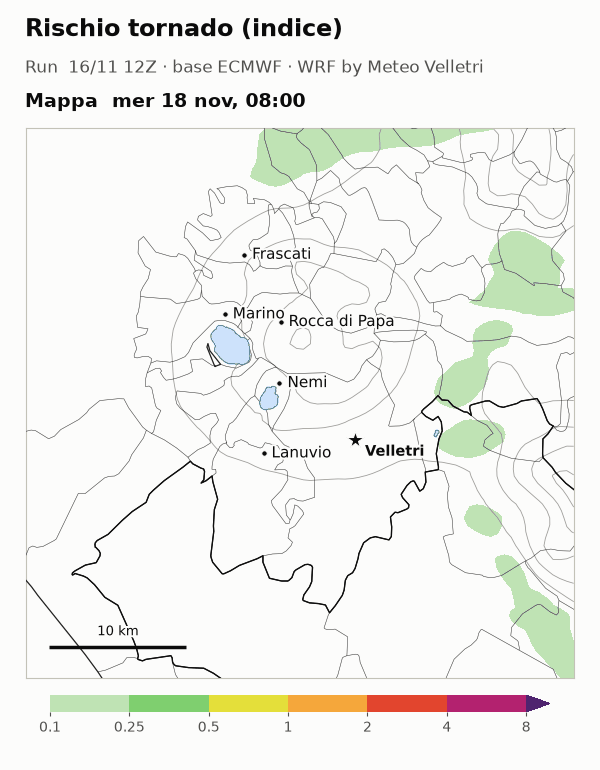 Rischio tornado (indice)
Run  16/11 12Z · base ECMWF · WRF by Meteo Velletri
Mappa  mer 18 nov, 08:00
Frascati
Marino
Rocca di Papa
Nemi
Velletri
Lanuvio
10 km
0.1 0.25 0.5 1 2 4 8